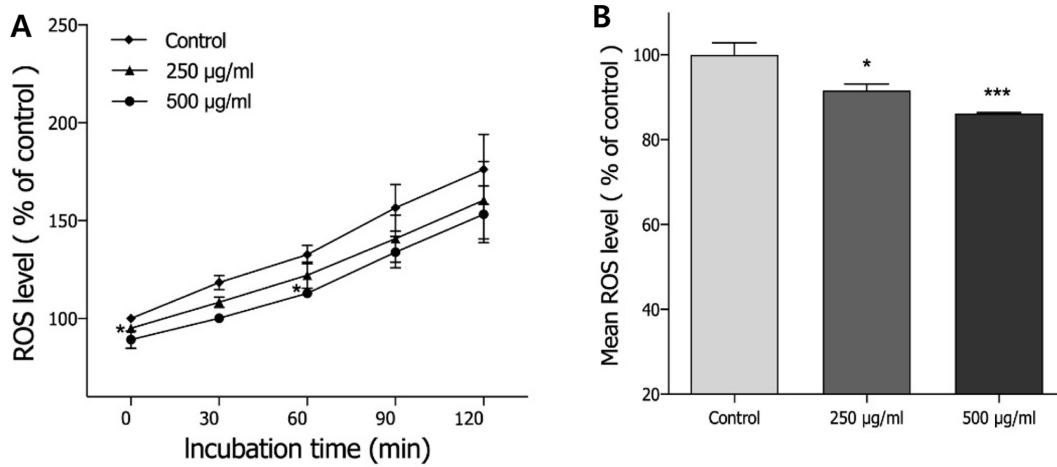 A
ROS level ( % of control )
250
200
150
100
Control
250 µg/ml
500 µg/ml
*
*
0 30 60 90 120
Incubation time (min)
B
Mean ROS level ( % of control )
100
80
60
40
20
*
***
Control 250 µg/ml 500 µg/ml